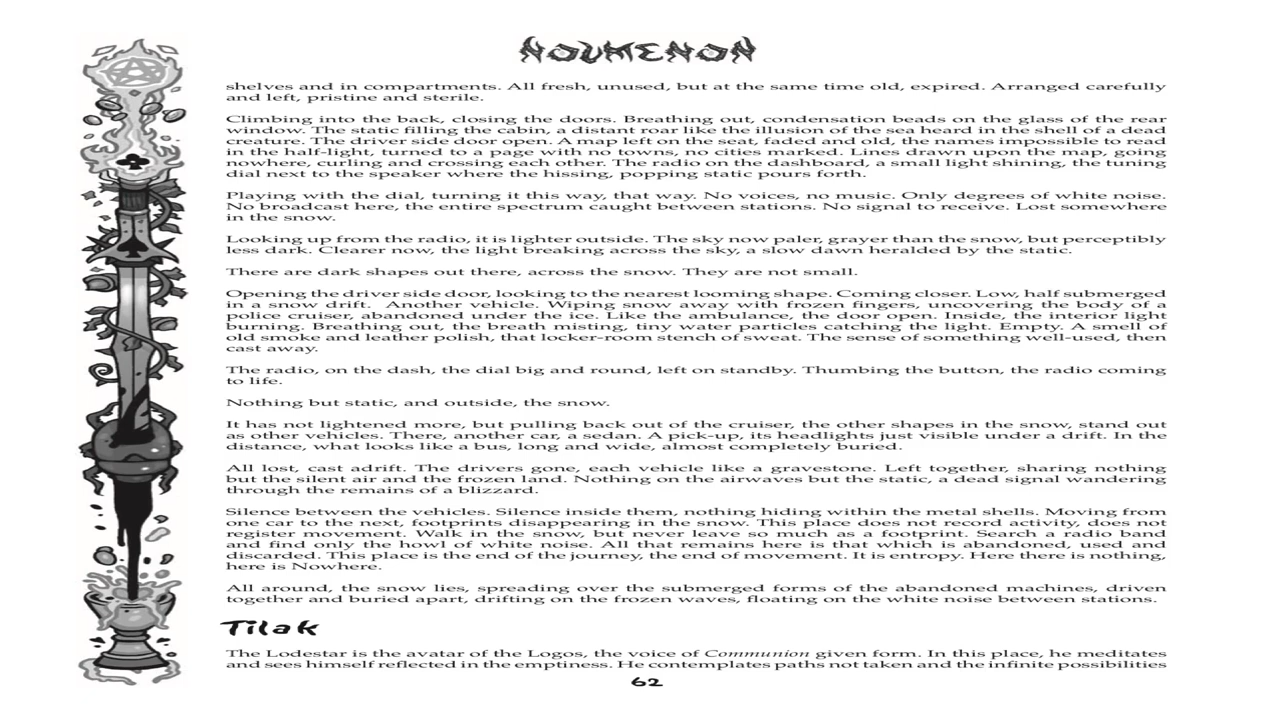 NOUMENON
shelves and in compartments. All fresh, unused, but at the same time old, expired. Arranged carefully
and left, pristine and sterile.
Climbing into the back, closing the doors. Breathing out, condensation beads on the glass of the rear
window. The static filling the cabin, a distant roar like the illusion of the sea heard in the shell of a dead
creature. The driver side door open. A map left on the seat, faded and old, the names impossible to read
in the half-light, turned to a page with no towns, no cities marked. Lines drawn upon the map, going
nowhere, curling and crossing each other. The radio on the dashboard, a small light shining, the tuning
dial next to the speaker where the hissing, popping static pours forth.
Playing with the dial, turning it this way, that way. No voices, no music. Only degrees of white noise.
No broadcast here, the entire spectrum caught between stations. No signal to receive. Lost somewhere
in the snow.
Looking up from the radio, it is lighter outside. The sky now paler, grayer than the snow, but perceptibly
less dark. Clearer now, the light breaking across the sky, a slow dawn heralded by the static.
There are dark shapes out there, across the snow. They are not small.
Opening the driver side door, looking to the nearest looming shape. Coming closer. Low, half submerged
in a snow drift. Another vehicle. Wiping snow away with frozen fingers, uncovering the body of a
police cruiser, abandoned under the ice. Like the ambulance, the door open. Inside, the interior light
burning. Breathing out, the breath misting, tiny water particles catching the light. Empty. A smell of
old smoke and leather polish, that locker-room stench of sweat. The sense of something well-used, then
cast away.
The radio, on the dash, the dial big and round, left on standby. Thumbing the button, the radio coming
to life.
Nothing but static, and outside, the snow.
It has not lightened more, but pulling back out of the cruiser, the other shapes in the snow, stand out
as other vehicles. There, another car, a sedan. A pick-up, its headlights just visible under a drift. In the
distance, what looks like a bus, long and wide, almost completely buried.
All lost, cast adrift. The drivers gone, each vehicle like a gravestone. Left together, sharing nothing
but the silent air and the frozen land. Nothing on the airwaves but the static, a dead signal wandering
through the remains of a blizzard.
Silence between the vehicles. Silence inside them, nothing hiding within the metal shells. Moving from
one car to the next, footprints disappearing in the snow. This place does not record activity, does not
register movement. Walk in the snow, but never leave so much as a footprint. Search a radio band
and find only the howl of white noise. All that remains here is that which is abandoned, used and
discarded. This place is the end of the journey, the end of movement. It is entropy. Here there is nothing,
here is Nowhere.
All around, the snow lies, spreading over the submerged forms of the abandoned machines, driven
together and buried apart, drifting on the frozen waves, floating on the white noise between stations.
Tilak
The Lodestar is the avatar of the Logos, the voice of Communion given form. In this place, he meditates
and sees himself reflected in the emptiness. He contemplates paths not taken and the infinite possibilities
62